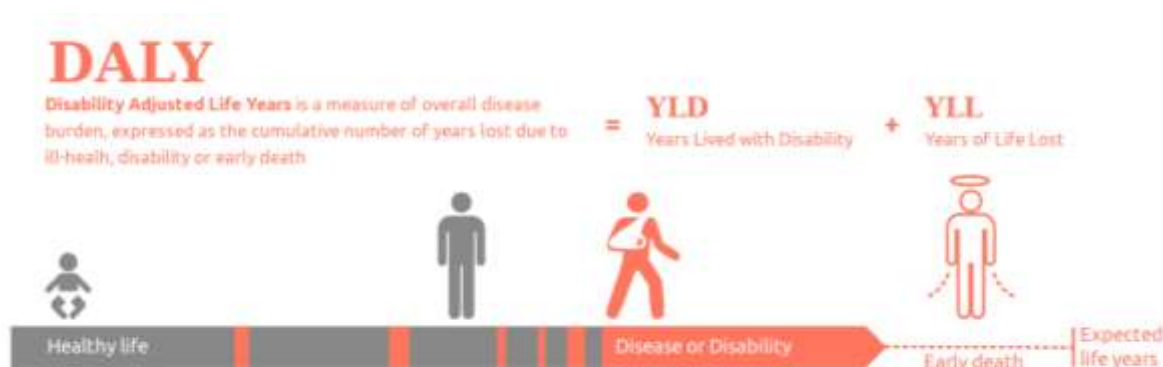 DALY
Disability Adjusted Life Years is a measure of overall disease
burden, expressed as the cumulative number of years lost due to
ill-healh, disability or early death
=
YLD
Years Lived with Disability
+
YLL
Years of Life Lost
Healthy life
Disease or Disability
Early death
Expected
life years